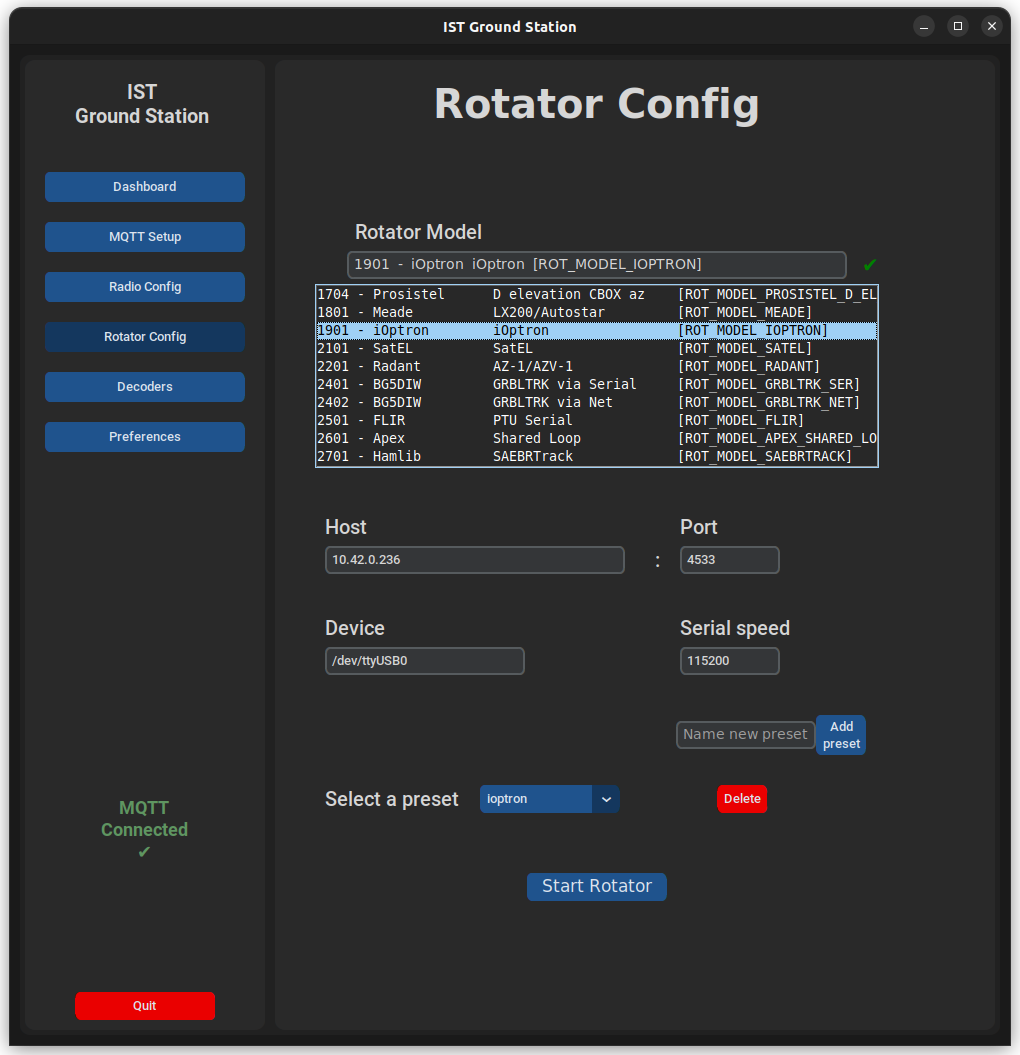 IST Ground Station
IST
Ground Station
Dashboard
MQTT Setup
Radio Config
Rotator Config
Decoders
Preferences
MQTT
Connected
✔
Quit
Rotator Config
Rotator Model
1901 - iOptron iOptron [ROT_MODEL_IOPTRON] ✔
1704 - Prosistel D elevation CBOX az [ROT_MODEL_PROSISTEL_D_EL
1801 - Meade LX200/Autostar [ROT_MODEL_MEADE]
1901 - iOptron iOptron [ROT_MODEL_IOPTRON]
2101 - SatEL SatEL [ROT_MODEL_SATEL]
2201 - Radant AZ-1/AZV-1 [ROT_MODEL_RADANT]
2401 - BG5DIW GRBLTRK via Serial [ROT_MODEL_GRBLTRK_SER]
2402 - BG5DIW GRBLTRK via Net [ROT_MODEL_GRBLTRK_NET]
2501 - FLIR PTU Serial [ROT_MODEL_FLIR]
2601 - Apex Shared Loop [ROT_MODEL_APEX_SHARED_LO
2701 - Hamlib SAEBRTrack [ROT_MODEL_SAEBRTRACK]
Host Port
10.42.0.236 : 4533
Device Serial speed
/dev/ttyUSB0 115200
Name new preset
Add
preset
Select a preset ioptron Delete
Start Rotator